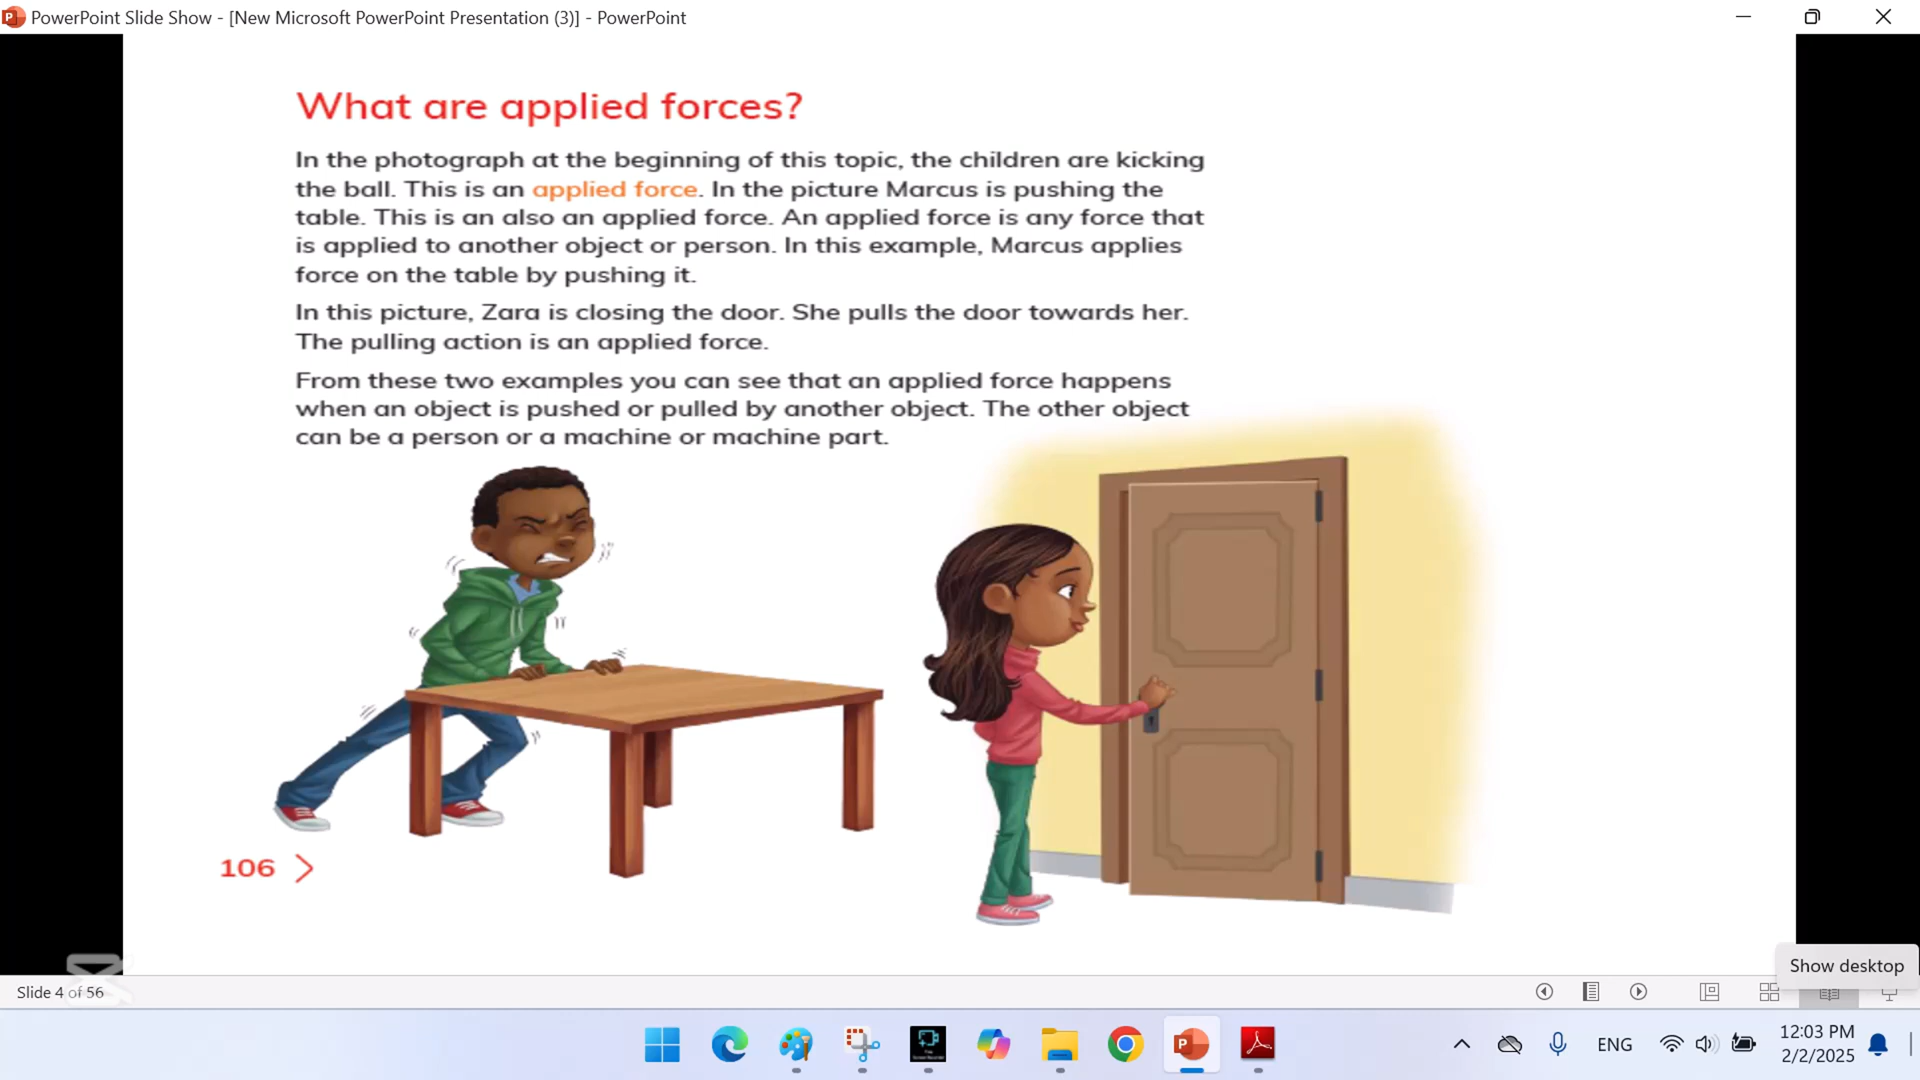 PowerPoint Slide Show - [New Microsoft PowerPoint Presentation (3)] - PowerPoint
What are applied forces?
In the photograph at the beginning of this topic, the children are kicking
the ball. This is an applied force. In the picture Marcus is pushing the
table. This is an also an applied force. An applied force is any force that
is applied to another object or person. In this example, Marcus applies
force on the table by pushing it.
In this picture, Zara is closing the door. She pulls the door towards her.
The pulling action is an applied force.
From these two examples you can see that an applied force happens
when an object is pushed or pulled by another object. The other object
can be a person or a machine or machine part.
106 >
Show desktop
Slide 4 of 56
ENG
12:03 PM
2/2/2025